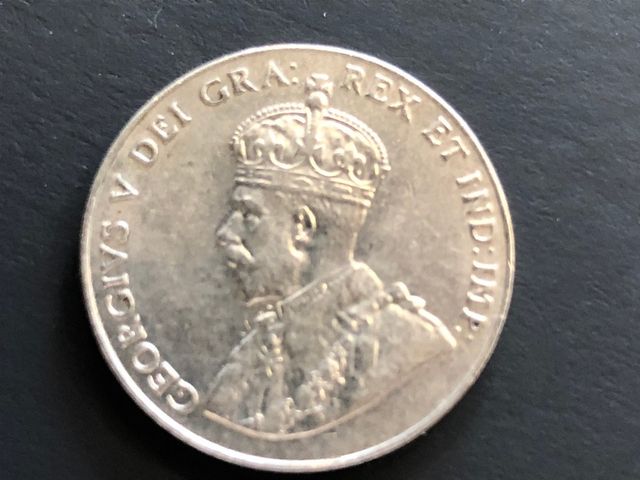 GEORGIVS V DEI GRA: REX ET IND: IMP: